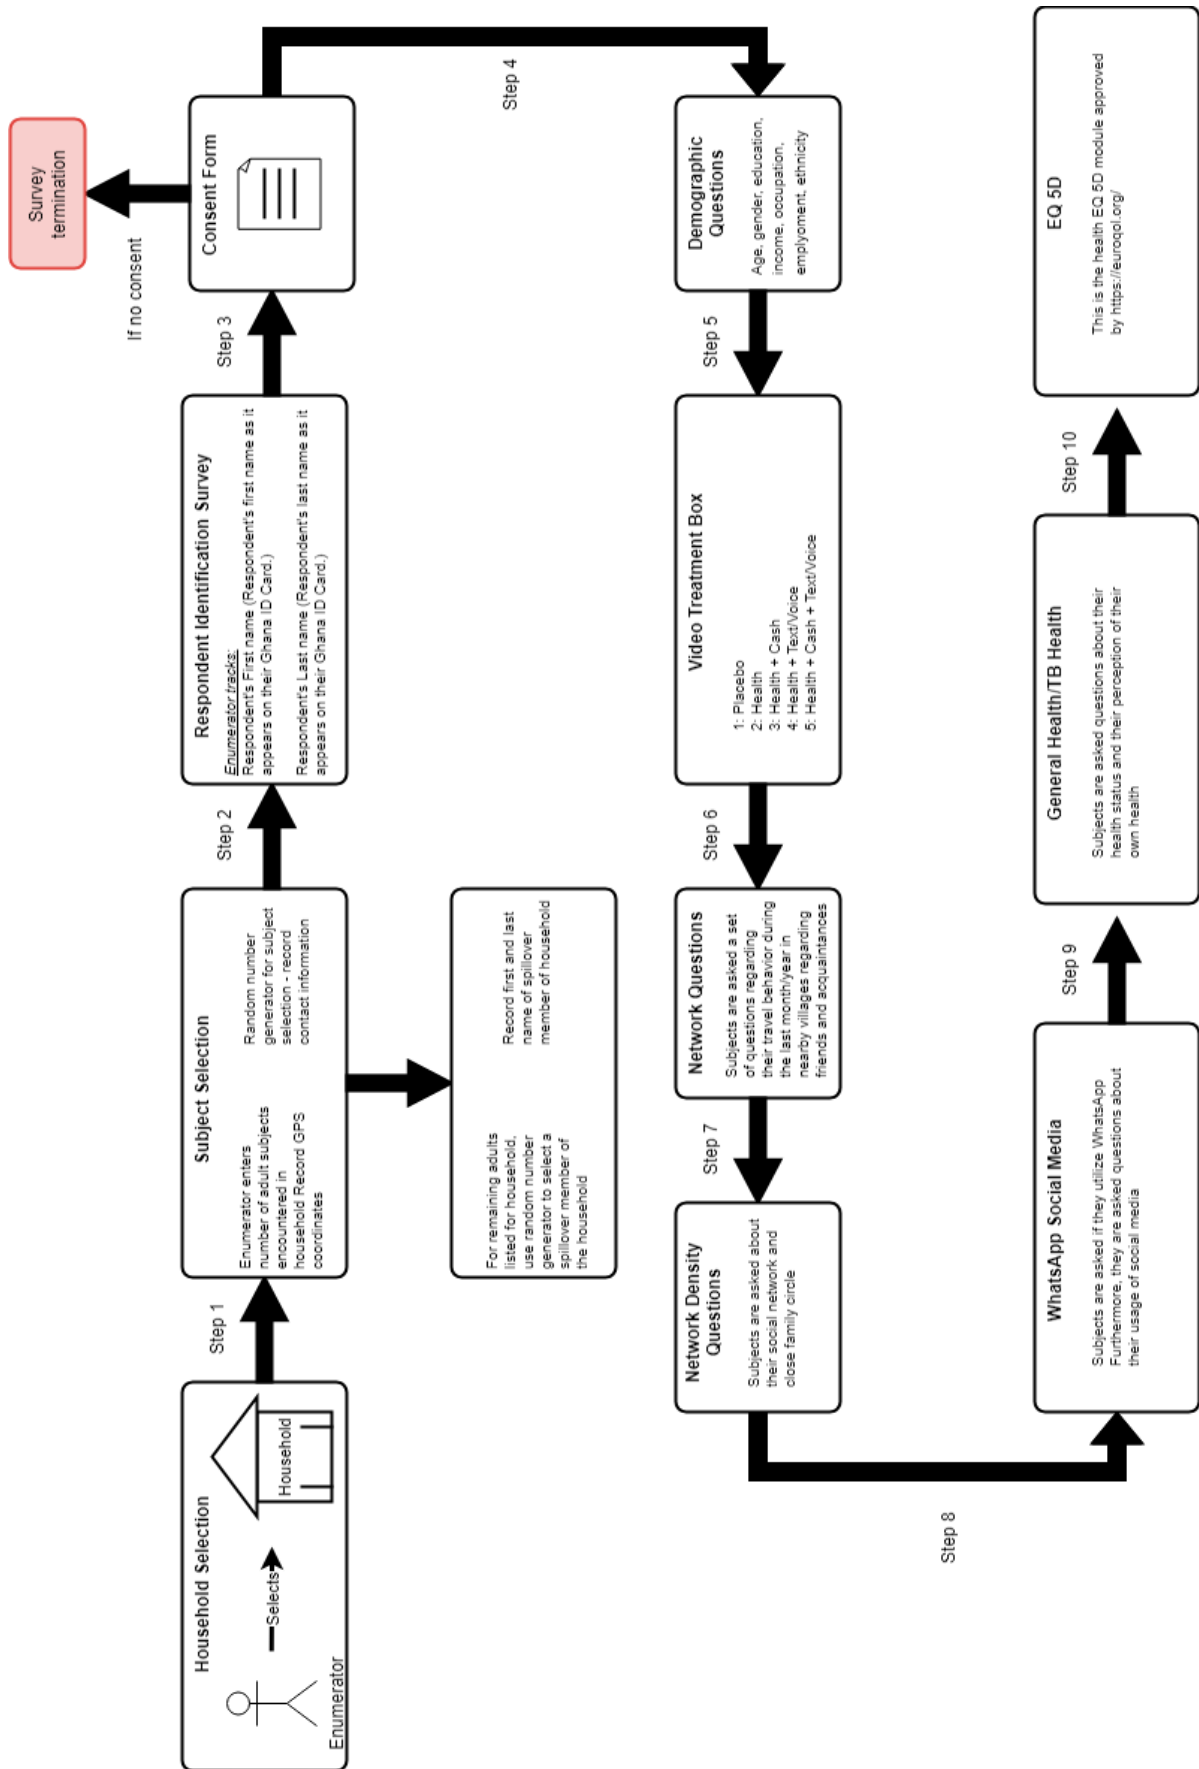 Household Selection
Enumerator
Selects
Household
Step 1
Subject Selection
Enumerator enters
number of adult subjects
encountered in
household Record GPS
coordinates
Random number
generator for subject
selection - record
contact information
For remaining adults
listed for household,
use random number
generator to select a
spillover member of
the household
Record first and last
name of spillover
member of household
Step 2
Respondent Identification Survey
Enumerator tracks:
Respondent's First name (Respondent's first name as it
appears on their Ghana ID Card.)
Respondent's Last name (Respondent's last name as it
appears on their Ghana ID Card.)
Step 3
Consent Form
If no consent
Survey
termination
Step 4
Demographic
Questions
Age, gender, education,
income, occupation,
emplyoment, ethnicity
Step 5
Video Treatment Box
1: Placebo
2: Health
3: Health + Cash
4: Health + Text/Voice
5: Health + Cash + Text/Voice
Step 6
Network Questions
Subjects are asked a set
of questions regarding
their travel behavior during
the last month/year in
nearby villages regarding
friends and acquaintances
Step 7
Network Density
Questions
Subjects are asked about
their social network and
close family circle
Step 8
WhatsApp Social Media
Subjects are asked if they utilize WhatsApp
Furthermore, they are asked questions about
their usage of social media
Step 9
General Health/TB Health
Subjects are asked questions about their
health status and their perception of their
own health
Step 10
EQ 5D
This is the health EQ 5D module approved
by https://euroqol.org/